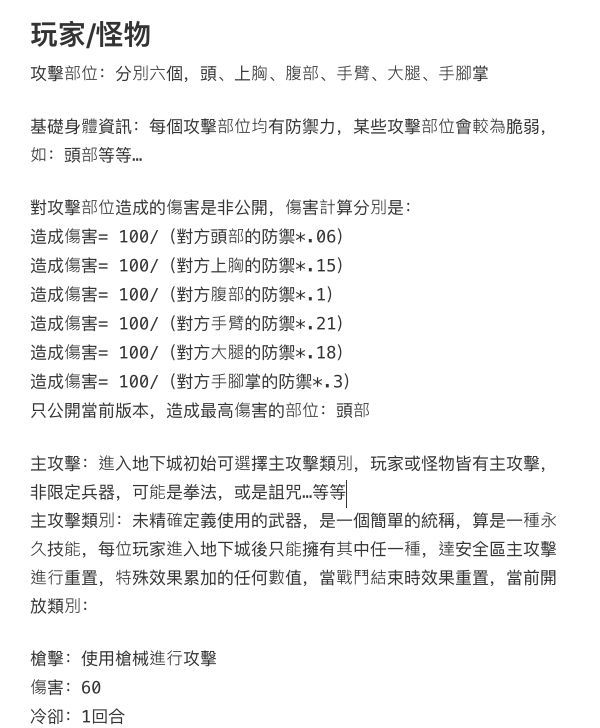 玩家/怪物
攻擊部位：分別六個，頭、上胸、腹部、手臂、大腿、手腳掌
基礎身體資訊：每個攻擊部位均有防禦力，某些攻擊部位會較為脆弱，
如：頭部等等…
對攻擊部位造成的傷害是非公開，傷害計算分別是：
造成傷害= 100/（對方頭部的防禦*.06）
造成傷害= 100/（對方上胸的防禦*.15）
造成傷害= 100/（對方腹部的防禦*.1）
造成傷害= 100/（對方手臂的防禦*.21）
造成傷害= 100/（對方大腿的防禦*.18）
造成傷害= 100/（對方手腳掌的防禦*.3）
只公開當前版本，造成最高傷害的部位：頭部
主攻擊：進入地下城初始可選擇主攻擊類別，玩家或怪物皆有主攻擊，
非限定兵器，可能是拳法，或是詛咒…等等
主攻擊類別：未精確定義使用的武器，是一個簡單的統稱，算是一種永
久技能，每位玩家進入地下城後只能擁有其中任一種，達安全區主攻擊
進行重置，特殊效果累加的任何數值，當戰鬥結束時效果重置，當前開
放類別：
槍擊：使用槍械進行攻擊
傷害：60
冷卻：1回合